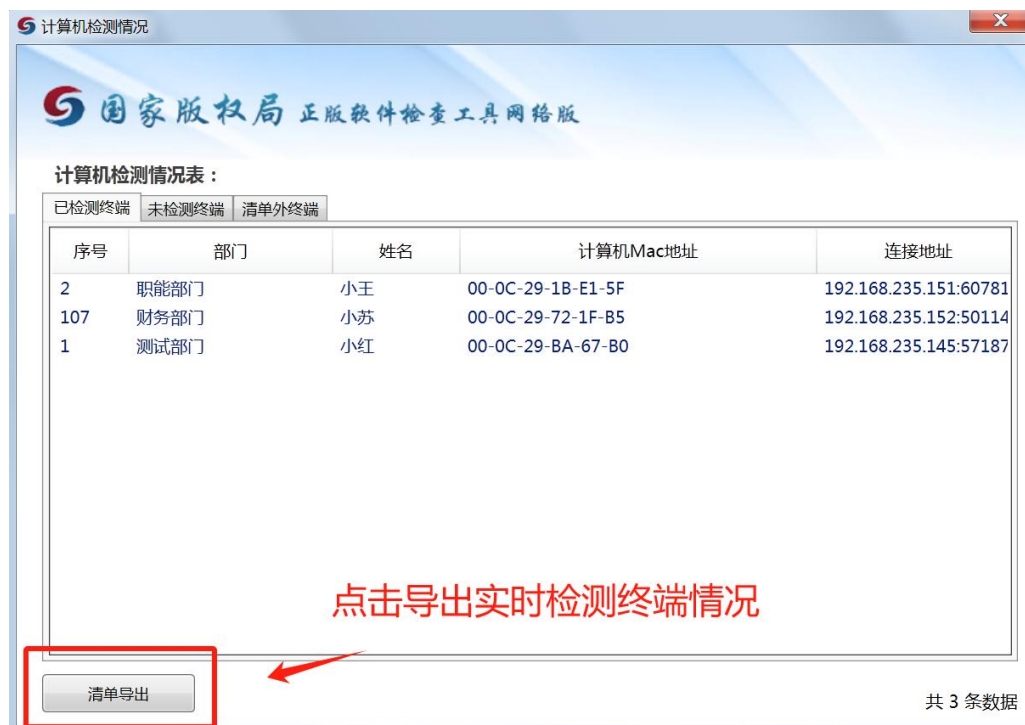 计算机检测情况
国家版权局 正版软件检查工具网络版
计算机检测情况表：
已检测终端 未检测终端 清单外终端
序号 部门 姓名 计算机Mac地址 连接地址
2 职能部门 小王 00-0C-29-1B-E1-5F 192.168.235.151:60781
107 财务部门 小苏 00-0C-29-72-1F-B5 192.168.235.152:50114
1 测试部门 小红 00-0C-29-BA-67-B0 192.168.235.145:57187
点击导出实时检测终端情况
清单导出
共 3 条数据